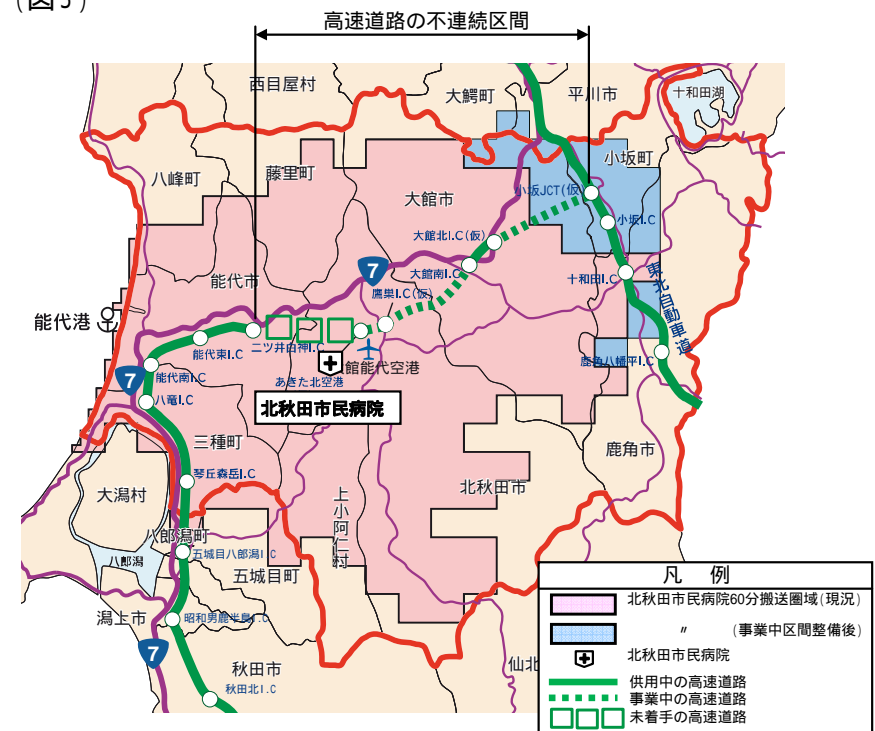 (図5)
高速道路の不連続区間
西目屋村
大鰐町
平川市
十和田湖
八峰町
藤里町
小坂町
大館市
小坂JCT(仮)
小坂I.C
大館北I.C(仮)
能代市
7
大館南I.C
十和田I.C
鷹巣I.C(仮)
東北自動車道
能代港
能代東I.C
二ツ井白神I.C
館能代空港
鹿角八幡平I.C
7
能代南I.C
あきた北空港
八竜I.C
北秋田市民病院
三種町
鹿角市
琴丘森岳I.C
大潟村
北秋田市
上小阿仁村
八郎潟町
八郎潟
五城目八郎潟I.C
五城目町
潟上市
昭和男鹿半島I.C
7
秋田市
仙北
秋田北I.C
凡 例
北秋田市民病院60分搬送圏域(現況)
〃 (事業中区間整備後)
北秋田市民病院
供用中の高速道路
事業中の高速道路
未着手の高速道路